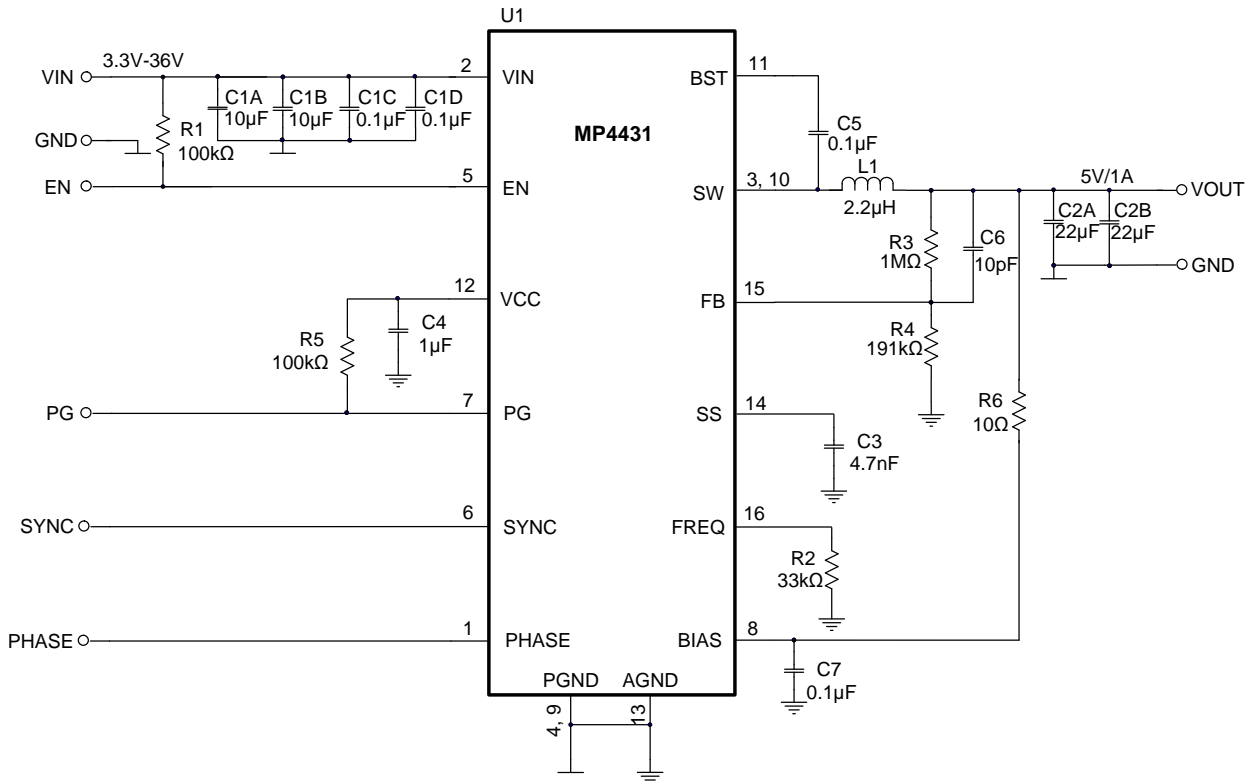 U1
VIN
3.3V-36V
2
VIN
C1A
10µF
C1B
10µF
C1C
0.1µF
C1D
0.1µF
GND
R1
100kΩ
EN
5
EN
MP4431
BST
11
C5
0.1µF
SW
3, 10
L1
2.2µH
5V/1A
VOUT
C2A
22µF
C2B
22µF
GND
R3
1MΩ
C6
10pF
12
VCC
C4
1µF
R5
100kΩ
FB
15
R4
191kΩ
R6
10Ω
PG
7
PG
SS
14
C3
4.7nF
SYNC
6
SYNC
FREQ
16
R2
33kΩ
PHASE
1
PHASE
BIAS
8
C7
0.1µF
PGND
AGND
4, 9
13